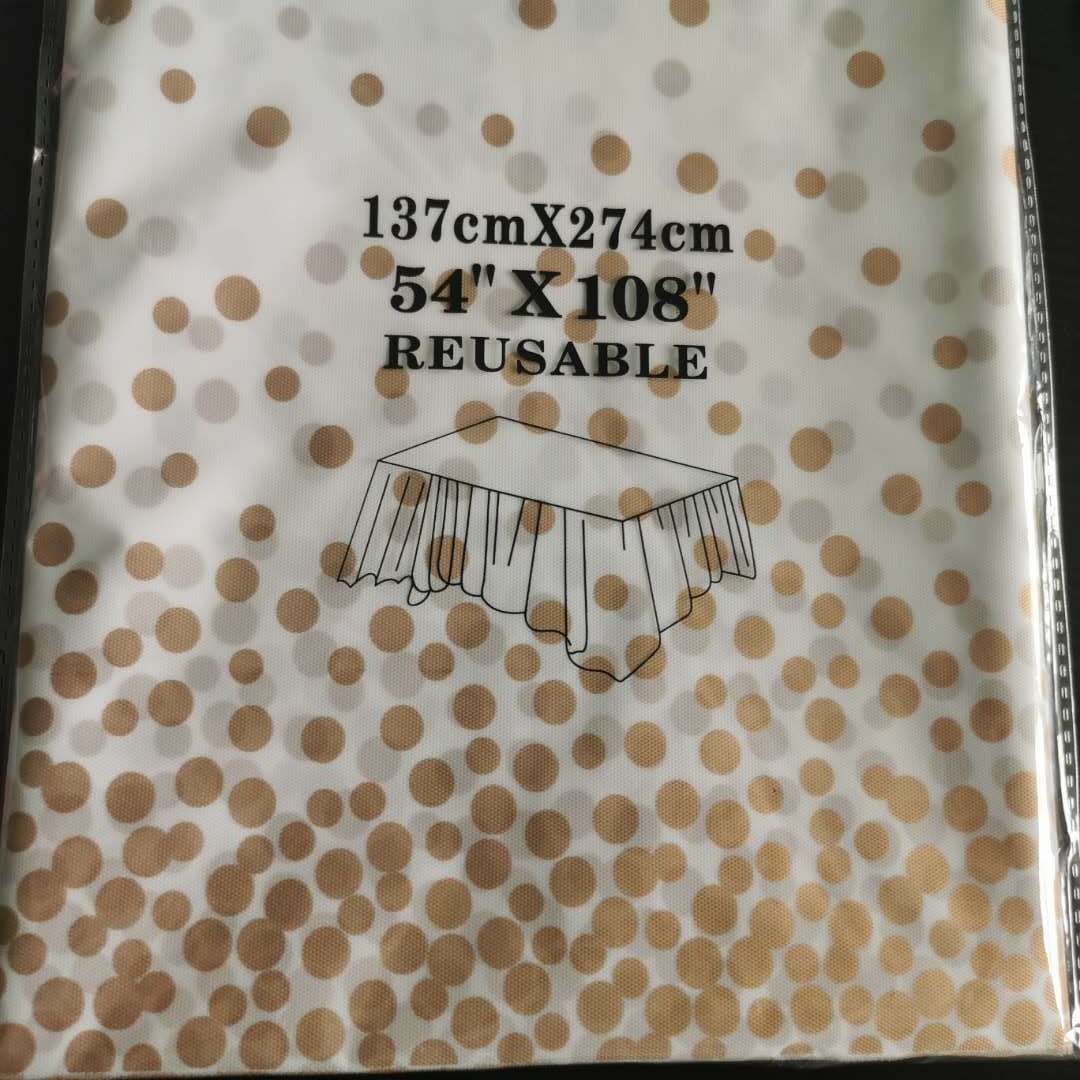 137cmX274cm
54" X 108"
REUSABLE